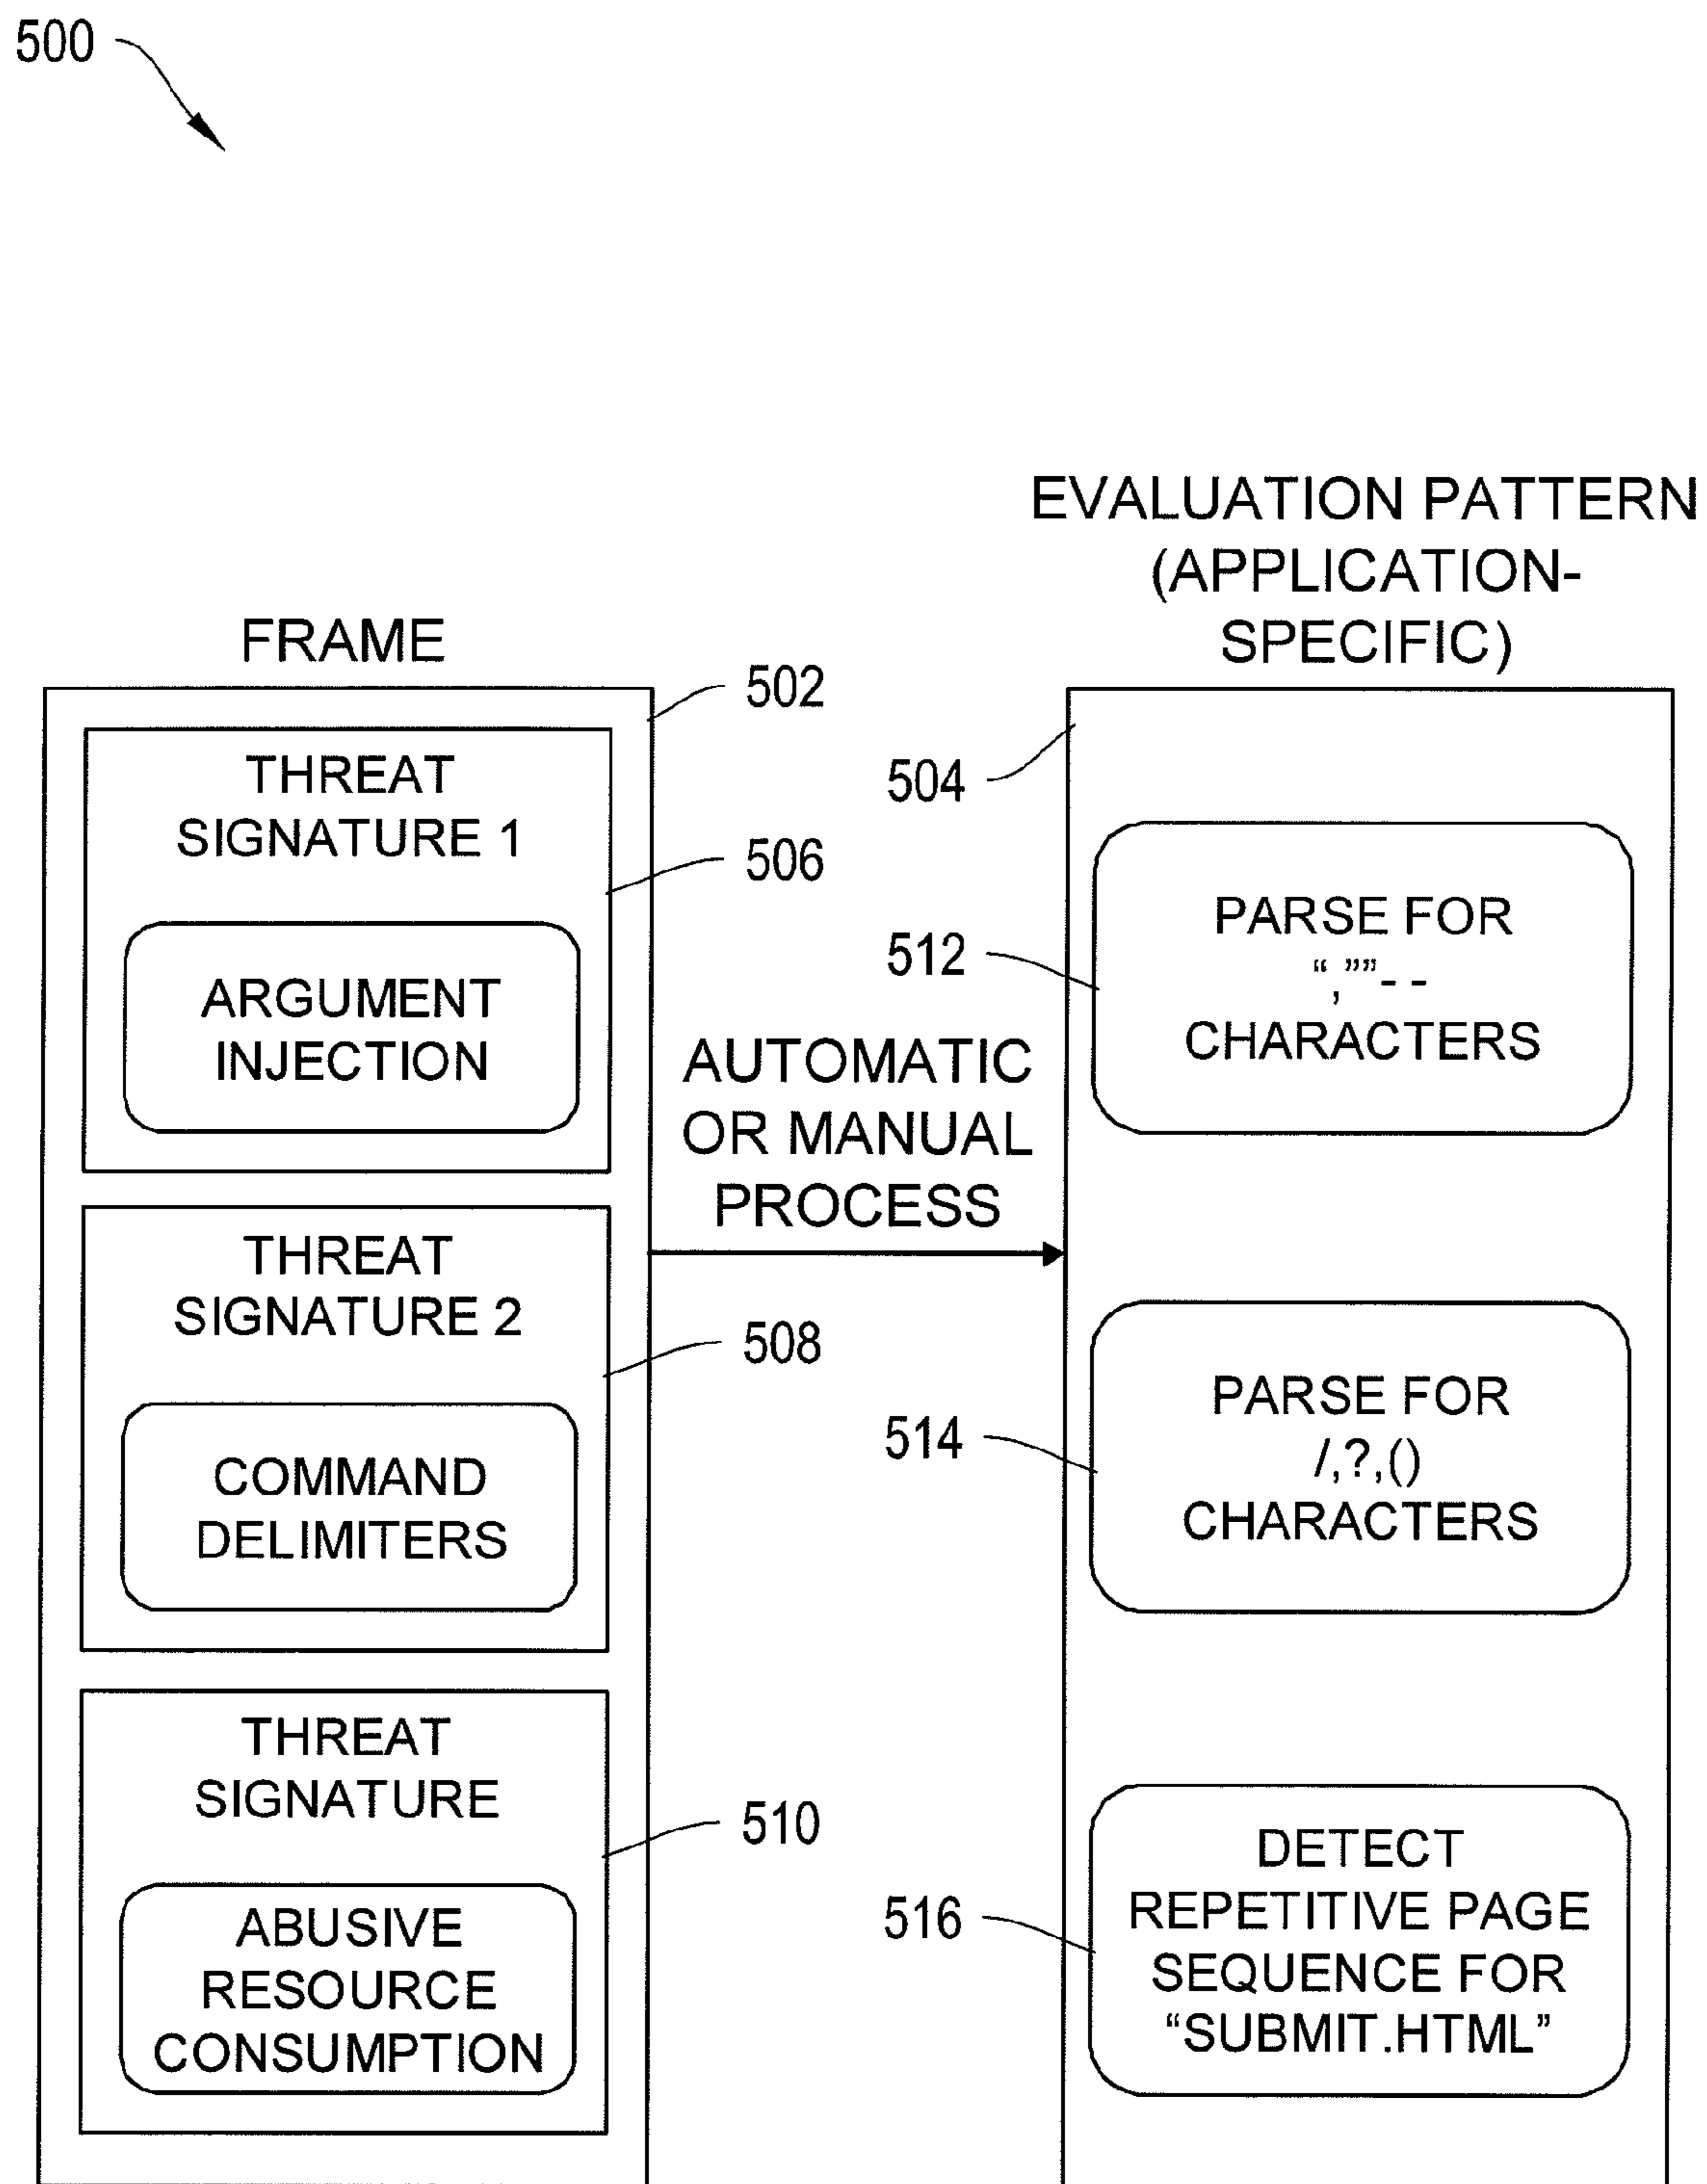 500
EVALUATION PATTERN
(APPLICATION-
SPECIFIC)
FRAME
502
504
THREAT
SIGNATURE 1
506
ARGUMENT
INJECTION
512
PARSE FOR
“,””- -
CHARACTERS
AUTOMATIC
OR MANUAL
PROCESS
THREAT
SIGNATURE 2
508
COMMAND
DELIMITERS
514
PARSE FOR
/,?,()
CHARACTERS
THREAT
SIGNATURE
510
ABUSIVE
RESOURCE
CONSUMPTION
516
DETECT
REPETITIVE PAGE
SEQUENCE FOR
“SUBMIT.HTML”